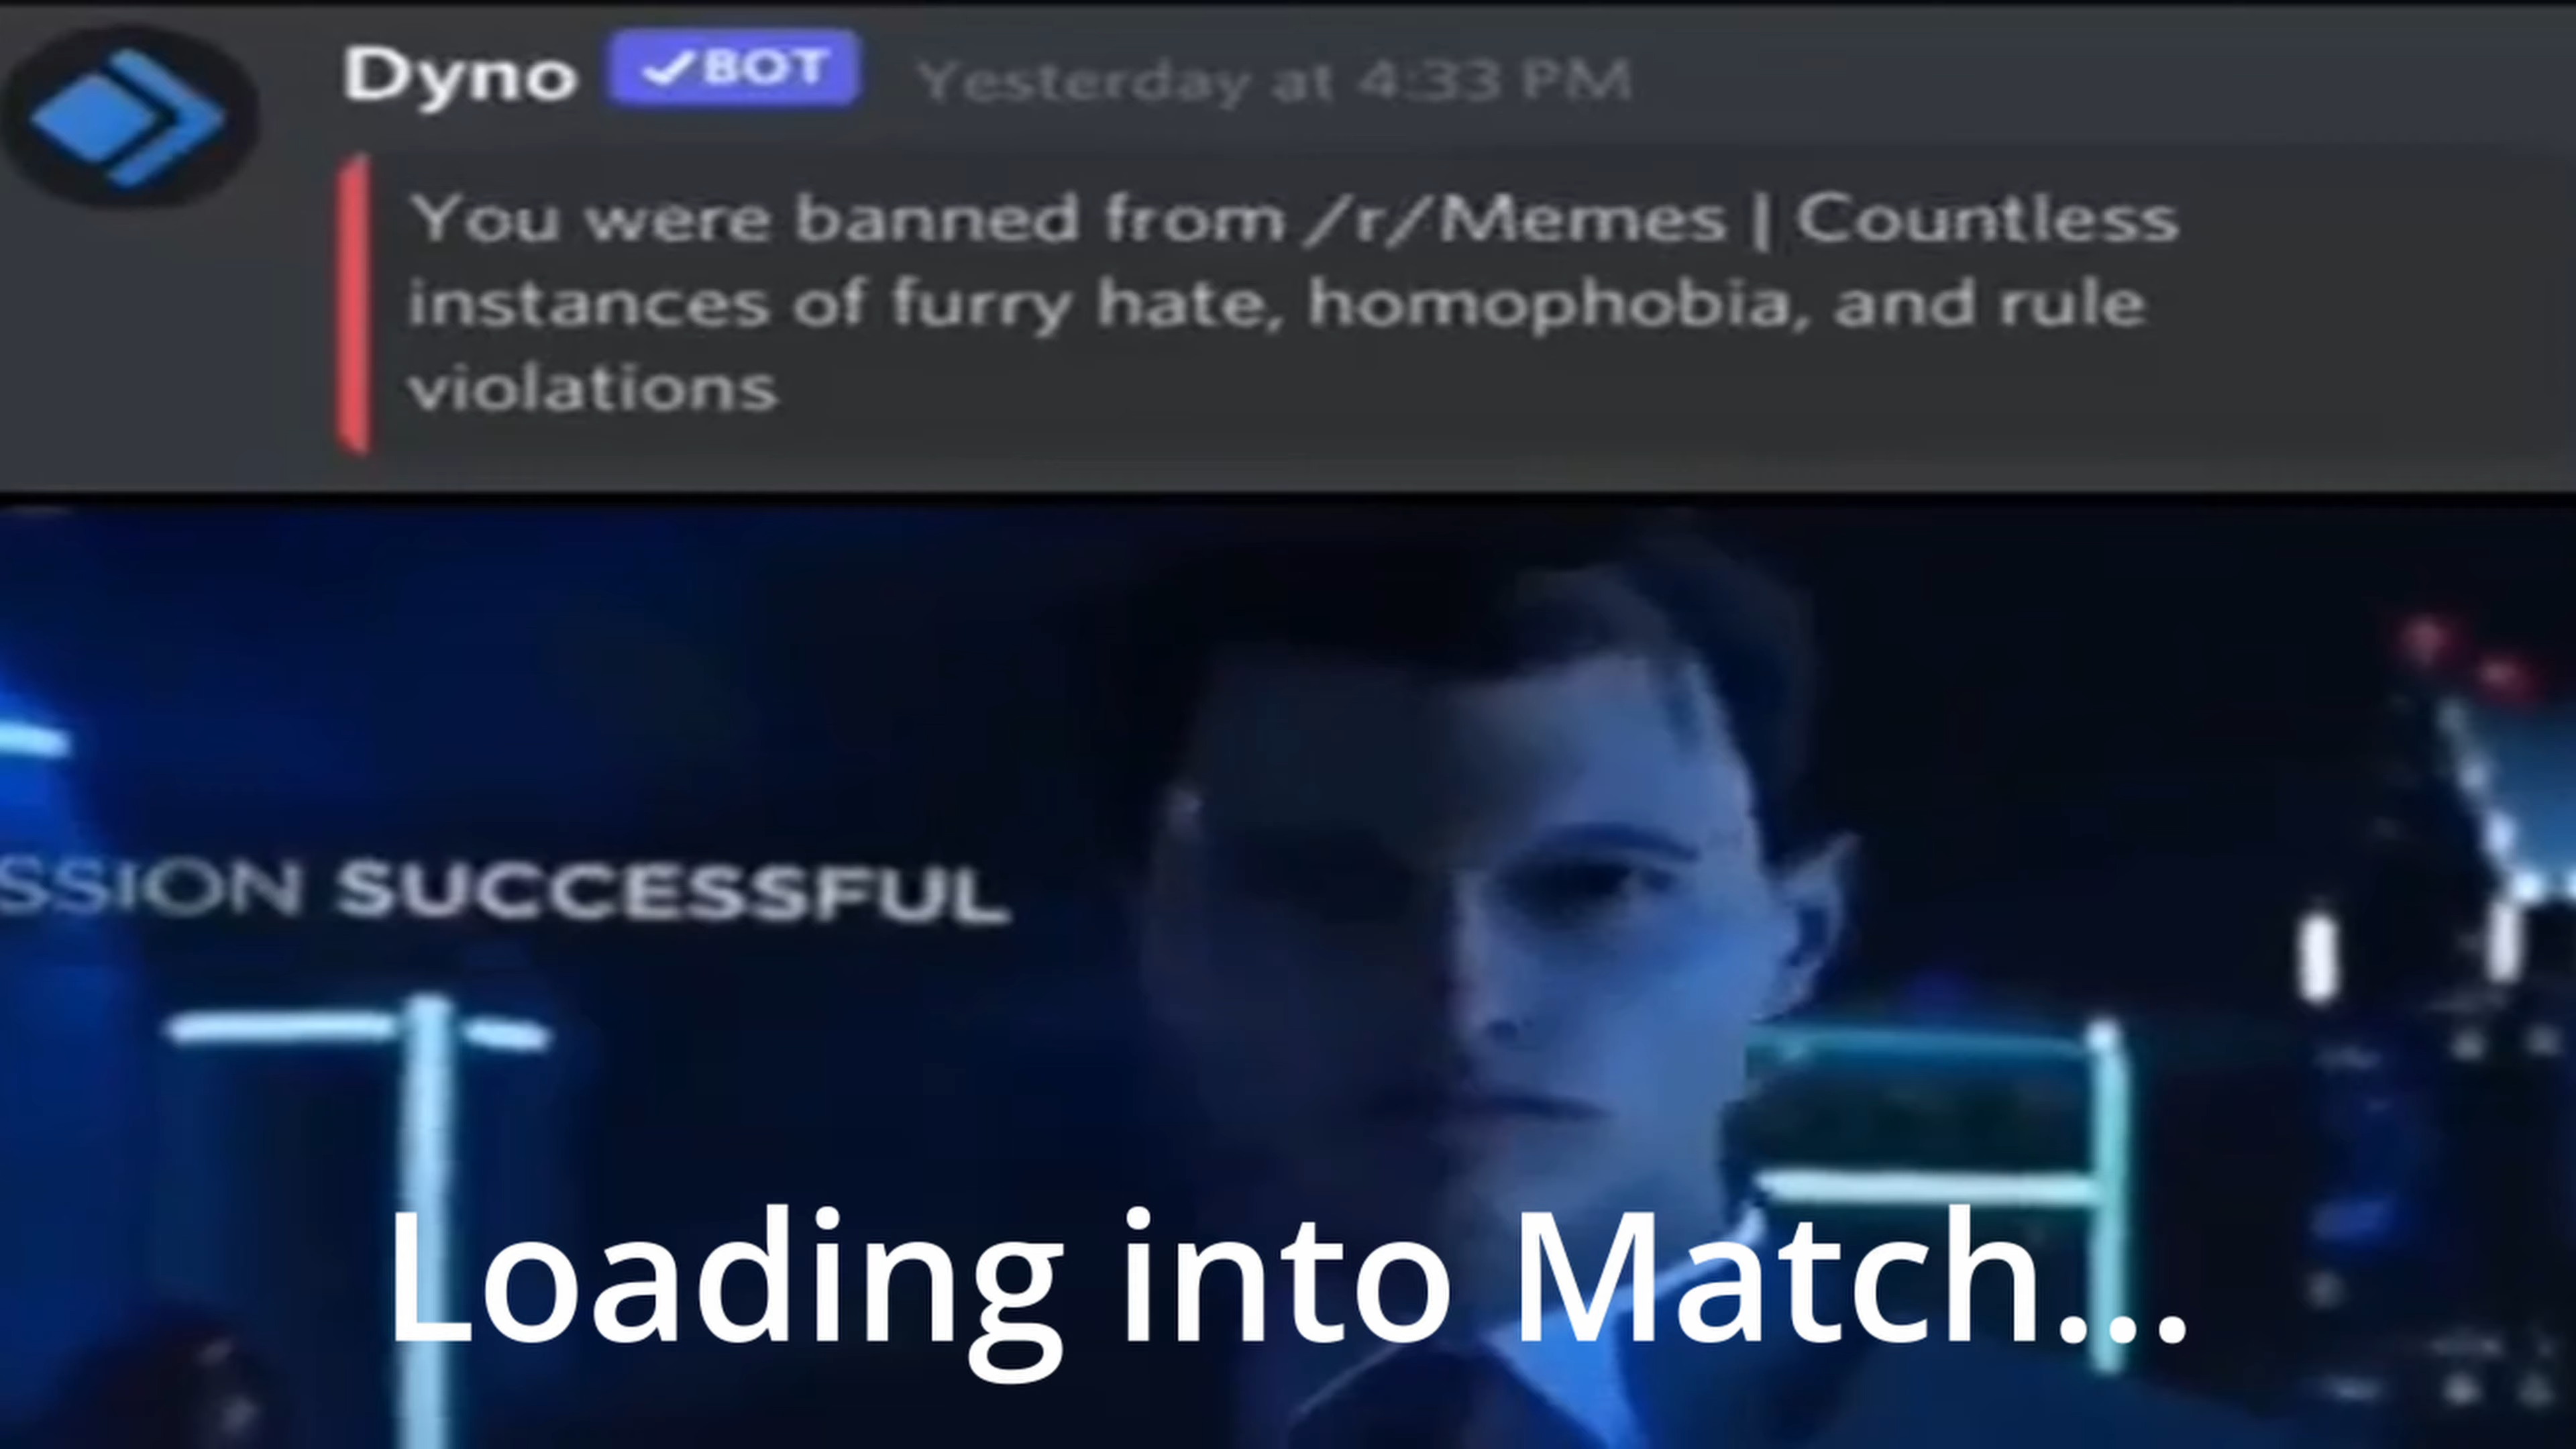 Dyno ✓BOT Yesterday at 4:33 PM
You were banned from /r/Memes | Countless
instances of furry hate, homophobia, and rule
violations
SSION SUCCESSFUL
Loading into Match...